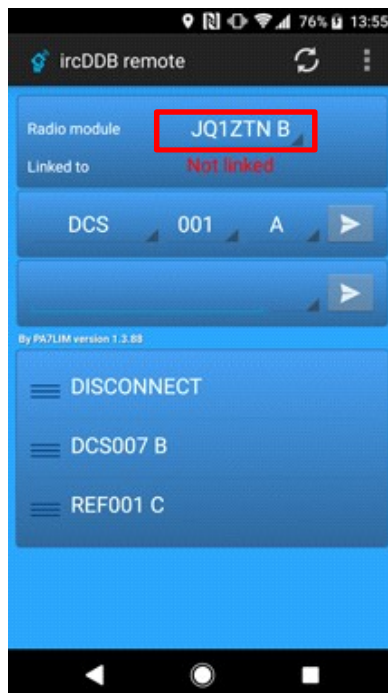 76% 13:55
ircDDB remote
Radio module JQ1ZTN B
Linked to Not linked
DCS 001 A
By PA7LIM version 1.3.88
DISCONNECT
DCS007 B
REF001 C